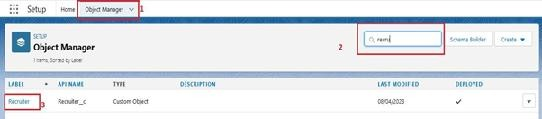 Setup Home Object Manager 1
SETUP
Object Manager
2
Schema Builder Create
1 Items, Sorted by Label
LABEL API NAME TYPE DESCRIPTION LAST MODIFIED DEPLOYED
Recruiter 3 Recruiter__c Custom Object 08/04/2023